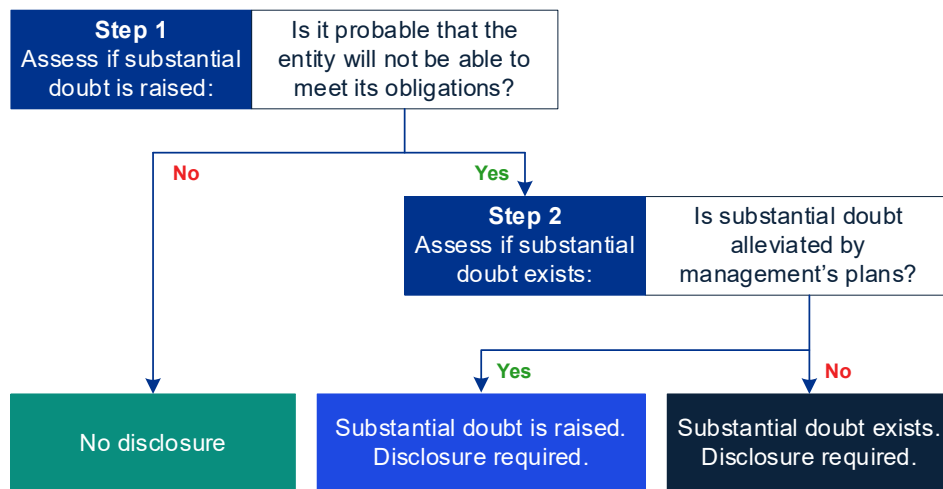 Step 1
Assess if substantial
doubt is raised:
Is it probable that the
entity will not be able to
meet its obligations?
No
Yes
Step 2
Assess if substantial
doubt exists:
Is substantial doubt
alleviated by
management’s plans?
Yes
No
No disclosure
Substantial doubt is raised.
Disclosure required.
Substantial doubt exists.
Disclosure required.